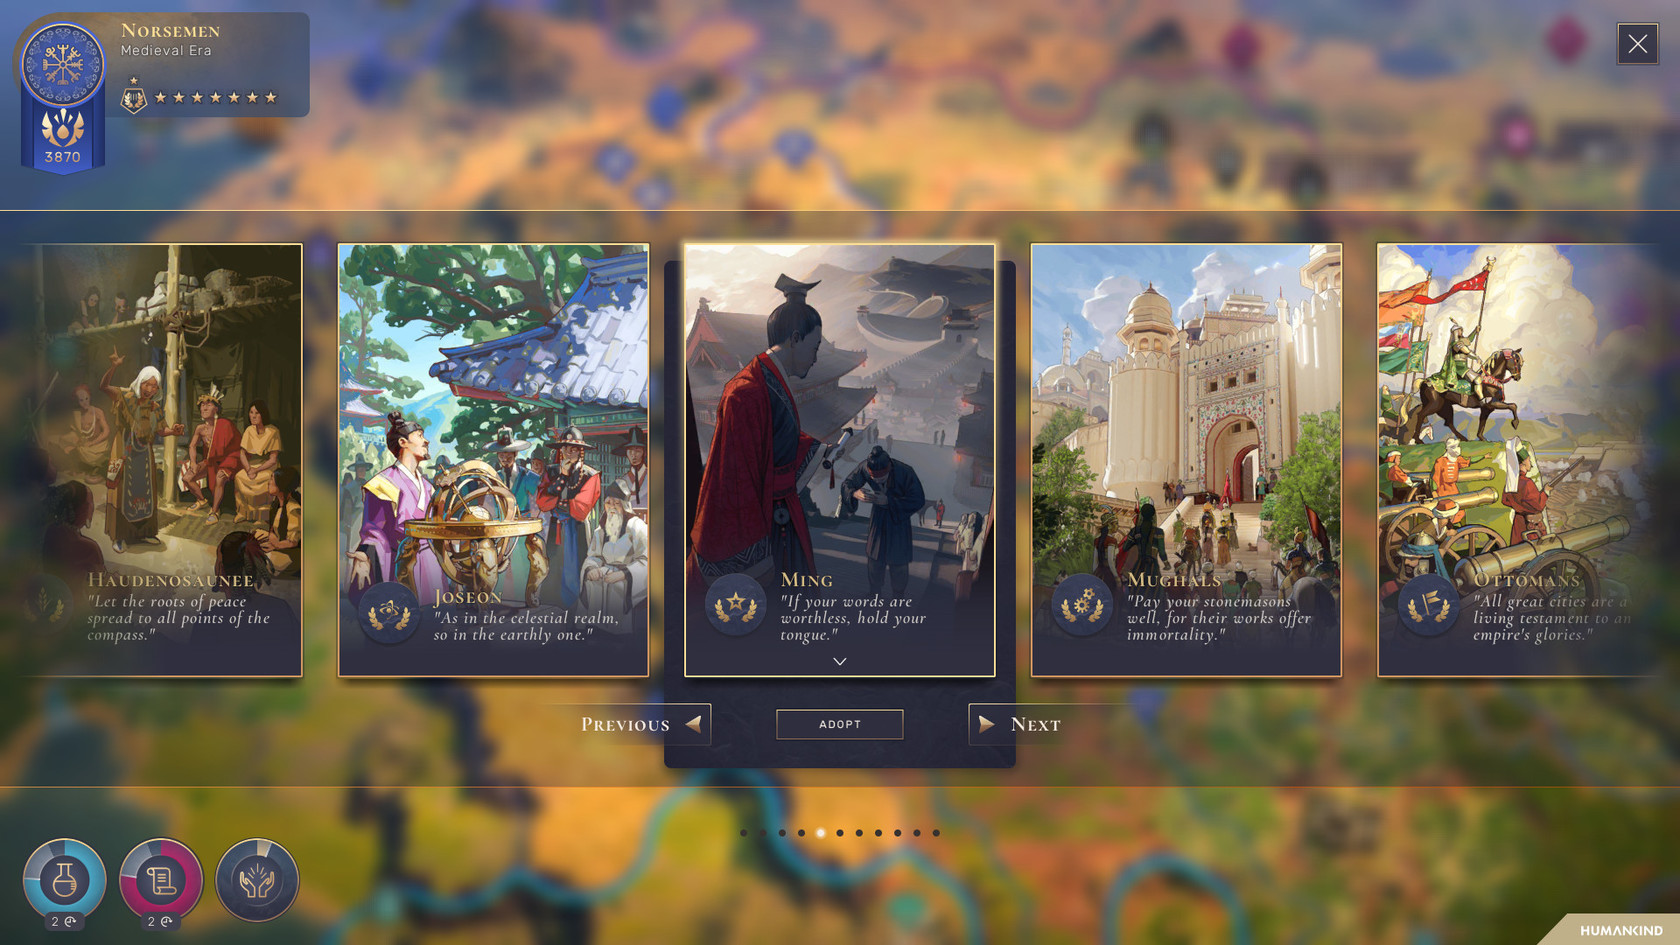 Norsemen
Medieval Era
3870
Haudenosaunee
"Let the roots of peace
spread to all points of the
compass."
Joseon
"As in the celestial realm,
so in the earthly one."
Ming
"If your words are
worthless, hold your
tongue."
Mughals
"Pay your stonemasons
well, for their works offer
immortality."
Ottomans
"All great cities are a
living testament to an
empire's glories."
Previous
ADOPT
Next
2
2
HUMANKIND